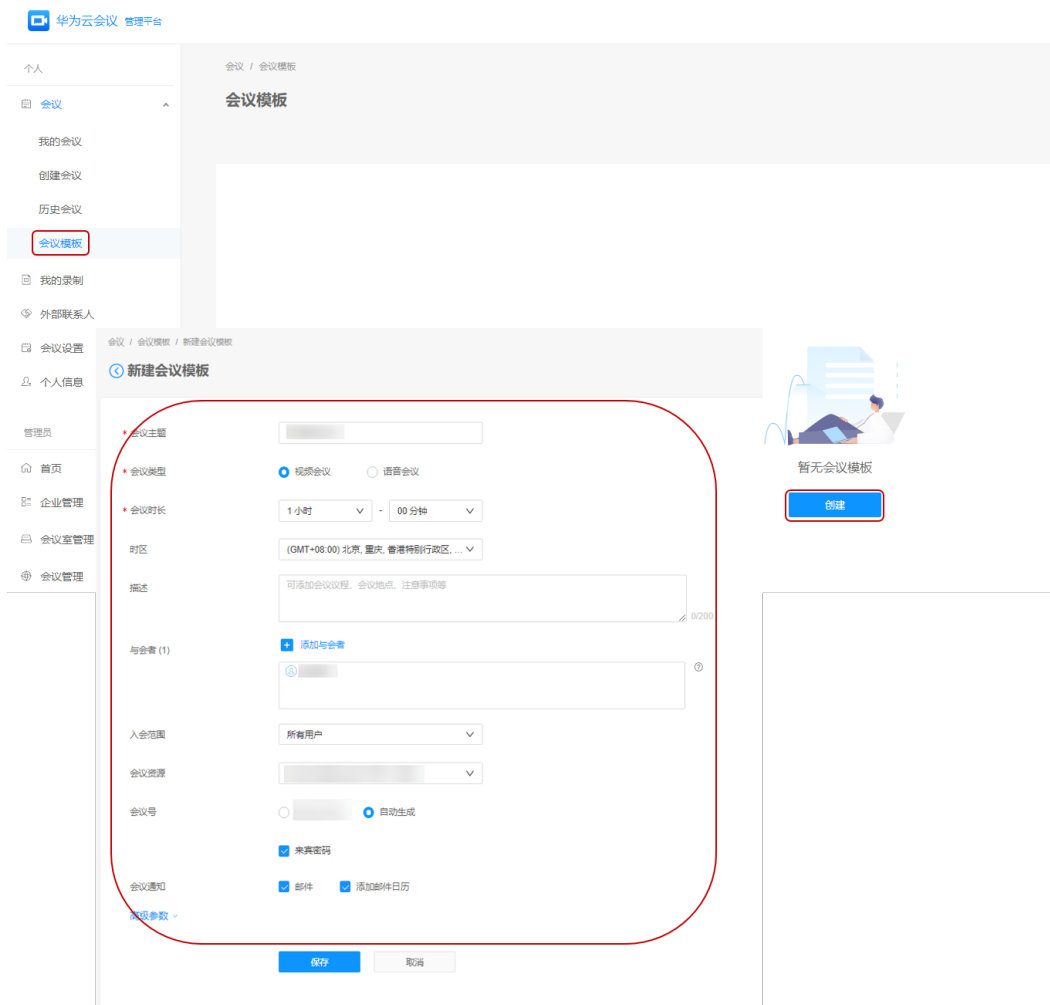 华为云会议 管理平台
个人
会议
我的会议
创建会议
历史会议
会议模板
我的录制
外部联系人
会议设置
个人信息
管理员
首页
企业管理
会议室管理
会议管理
会议 / 会议模板
会议模板
暂无会议模板
创建
会议 / 会议模板 / 新建会议模板
新建会议模板
* 会议主题
* 会议类型 视频会议 语音会议
* 会议时长 1 小时 - 00 分钟
时区 (GMT+08:00) 北京, 重庆, 香港特别行政区, ...
描述 可添加会议议程、会议地点、注意事项等
0/200
与会者 (1) 添加与会者
入会范围 所有用户
会议资源
会议号 自动生成
来宾密码
会议通知 邮件 添加邮件日历
高级参数
保存 取消